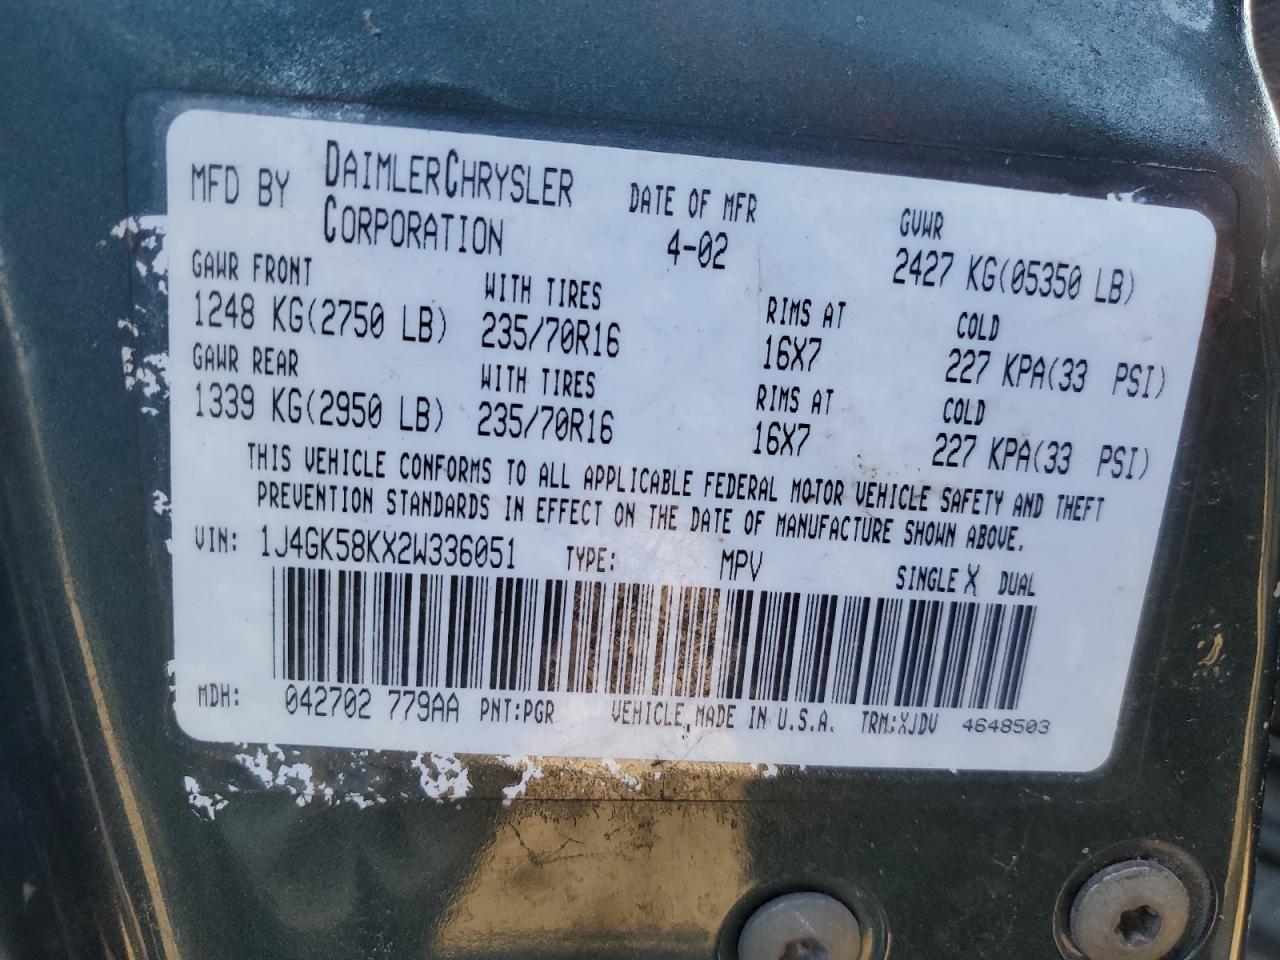 MFD BY DAIMLERCHRYSLER CORPORATION DATE OF MFR 4-02 GVWR 2427 KG(05350 LB)
GAWR FRONT WITH TIRES RIMS AT COLD
1248 KG(2750 LB) 235/70R16 16X7 227 KPA(33 PSI)
GAWR REAR WITH TIRES RIMS AT COLD
1339 KG(2950 LB) 235/70R16 16X7 227 KPA(33 PSI)
THIS VEHICLE CONFORMS TO ALL APPLICABLE FEDERAL MOTOR VEHICLE SAFETY AND THEFT
PREVENTION STANDARDS IN EFFECT ON THE DATE OF MANUFACTURE SHOWN ABOVE.
VIN: 1J4GK58KX2W336051 TYPE: MPV SINGLE X DUAL
MDH: 042702 779AA PNT:PGR VEHICLE MADE IN U.S.A. TRM:XJDV 4648503